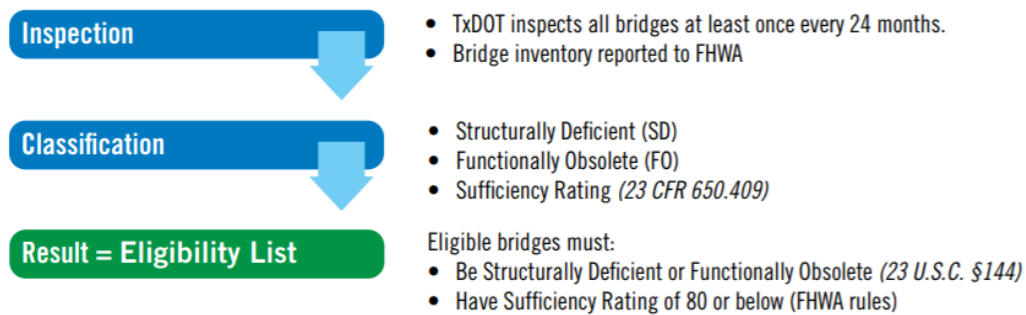 Inspection
• TxDOT inspects all bridges at least once every 24 months.
• Bridge inventory reported to FHWA
Classification
• Structurally Deficient (SD)
• Functionally Obsolete (FO)
• Sufficiency Rating (23 CFR 650.409)
Result = Eligibility List
Eligible bridges must:
• Be Structurally Deficient or Functionally Obsolete (23 U.S.C. §144)
• Have Sufficiency Rating of 80 or below (FHWA rules)